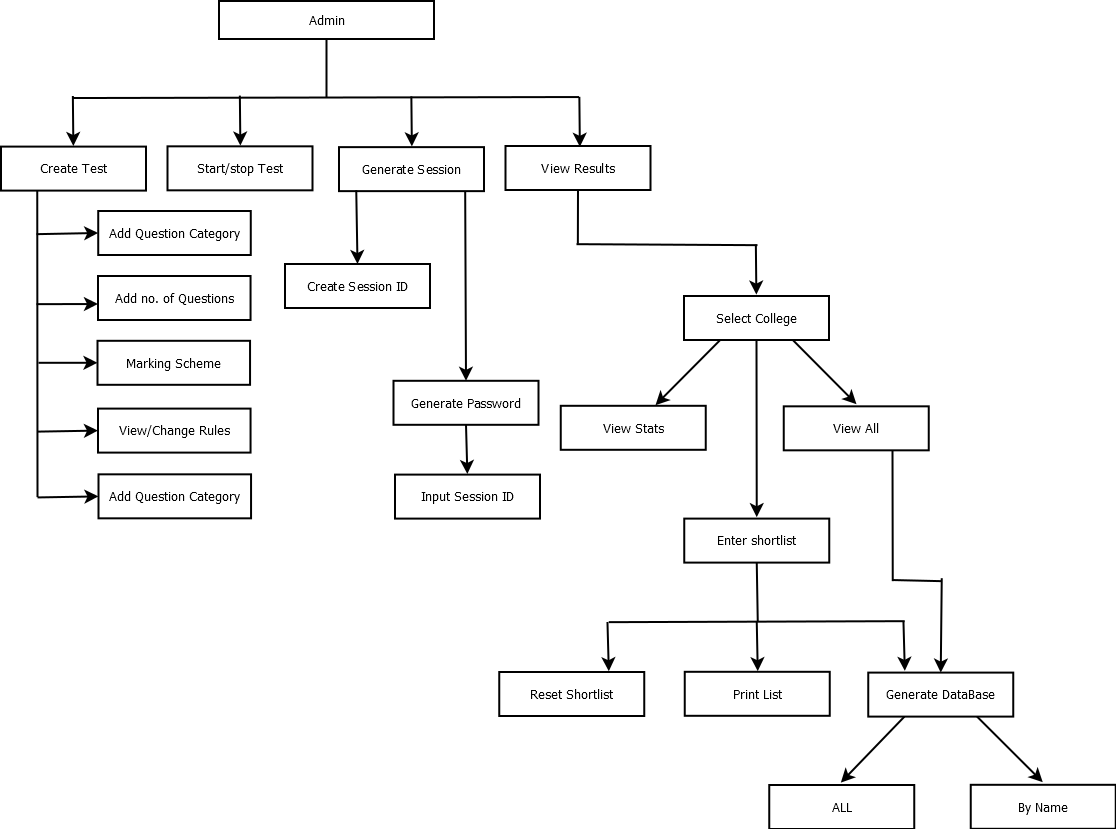 Admin
Create Test
Start/stop Test
Generate Session
View Results
Add Question Category
Add no. of Questions
Marking Scheme
View/Change Rules
Add Question Category
Create Session ID
Generate Password
Input Session ID
Select College
View Stats
View All
Enter shortlist
Reset Shortlist
Print List
Generate DataBase
ALL
By Name